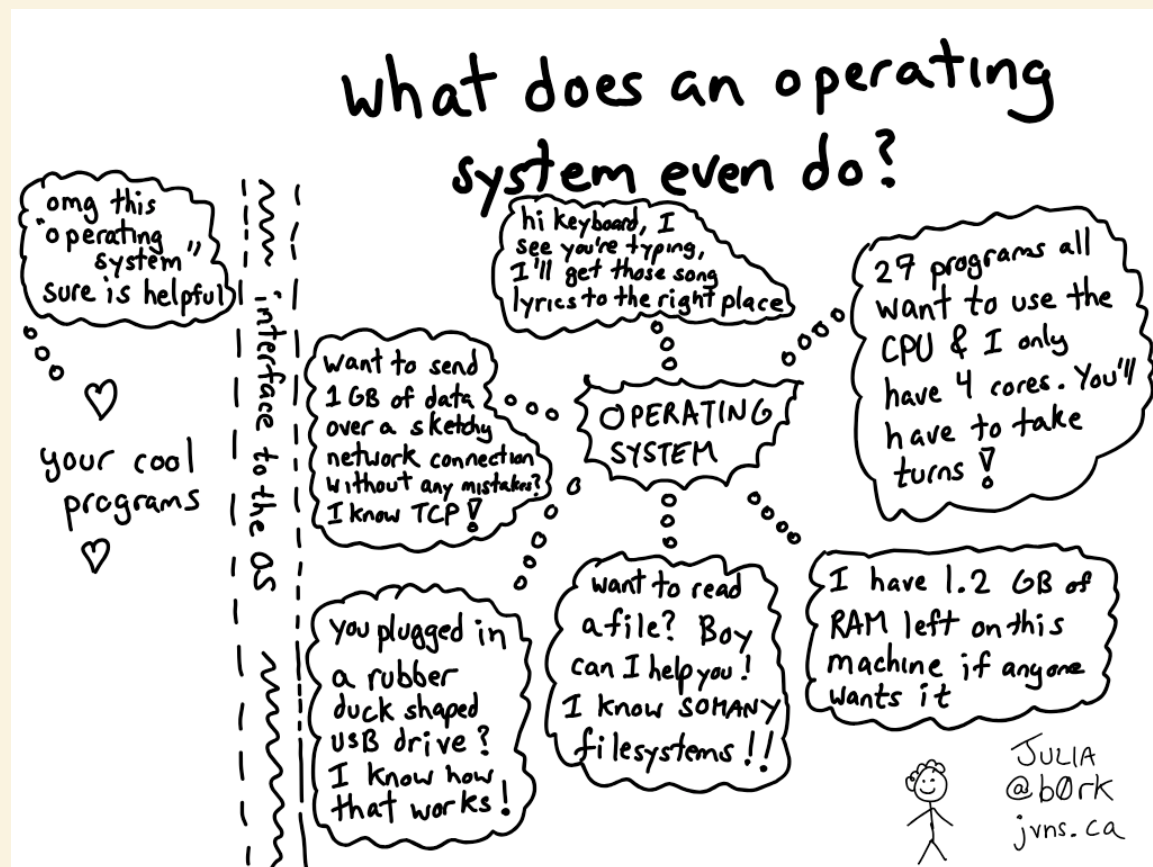 what does an operating
system even do?
omg this
"operating
system"
sure is helpful
♡
your cool
programs
♡
interface to the OS
hi keyboard, I
see you're typing,
I'll get those song
lyrics to the right place
27 programs all
want to use the
CPU & I only
have 4 cores. You'll
have to take
turns!
want to send
1 GB of data
over a sketchy
network connection
without any mistakes?
I know TCP!
OPERATING
SYSTEM
you plugged in
a rubber
duck shaped
USB drive?
I know how
that works!
want to read
a file? Boy
can I help you!
I know SO MANY
filesystems!!
I have 1.2 GB of
RAM left on this
machine if anyone
wants it
JULIA
@b0rk
jvns.ca